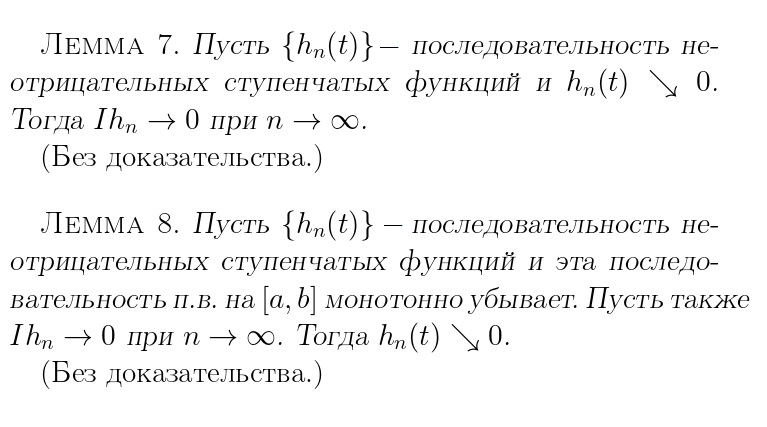 Лемма 7. Пусть {hₙ(t)} – последовательность не-
отрицательных ступенчатых функций и hₙ(t) ↘ 0.
Тогда Ihₙ → 0 при n → ∞.
(Без доказательства.)
Лемма 8. Пусть {hₙ(t)} – последовательность не-
отрицательных ступенчатых функций и эта последо-
вательность п.в. на [a, b] монотонно убывает. Пусть также
Ihₙ → 0 при n → ∞. Тогда hₙ(t) ↘ 0.
(Без доказательства.)